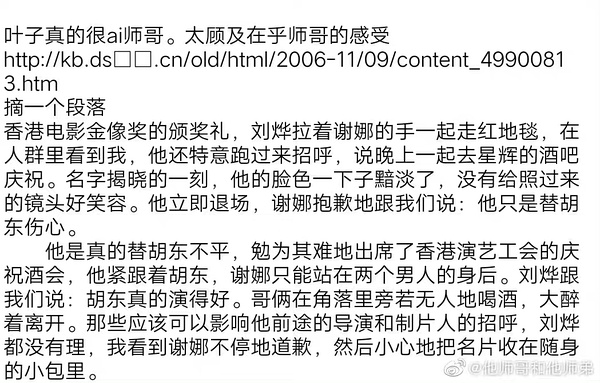 叶子真的很ai师哥。太顾及在乎师哥的感受
http://kb.ds□□.cn/old/html/2006-11/09/content_4990081
3.htm
摘一个段落
香港电影金像奖的颁奖礼，刘烨拉着谢娜的手一起走红地毯，在
人群里看到我，他还特意跑过来招呼，说晚上一起去星辉的酒吧
庆祝。名字揭晓的一刻，他的脸色一下子黯淡了，没有给照过来
的镜头好笑容。他立即退场，谢娜抱歉地跟我们说：他只是替胡
东伤心。
他是真的替胡东不平，勉为其难地出席了香港演艺工会的庆
祝酒会，他紧跟着胡东，谢娜只能站在两个男人的身后。刘烨跟
我们说：胡东真的演得好。哥俩在角落里旁若无人地喝酒，大醉
着离开。那些应该可以影响他前途的导演和制片人的招呼，刘烨
都没有理，我看到谢娜不停地道歉，然后小心地把名片收在随身
的小包里。
@他师哥和他师弟